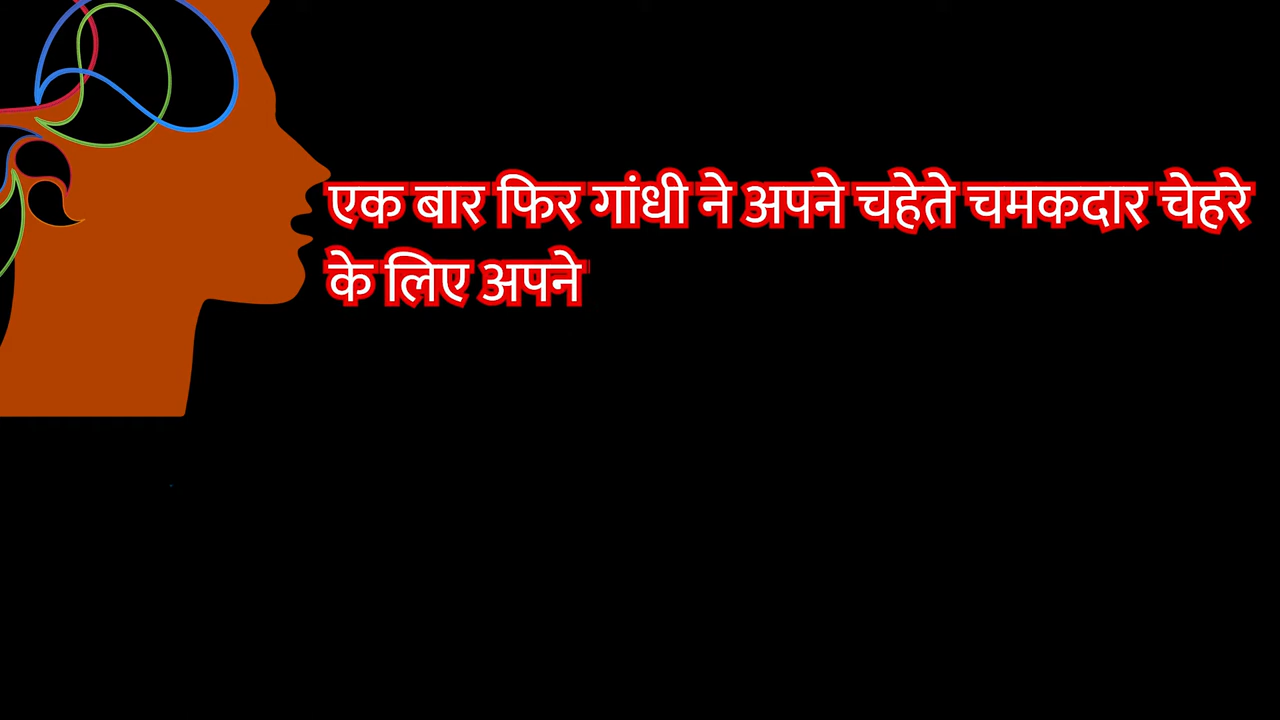 एक बार फिर गांधी ने अपने चहेते चमकदार चेहरे
के लिए अपने